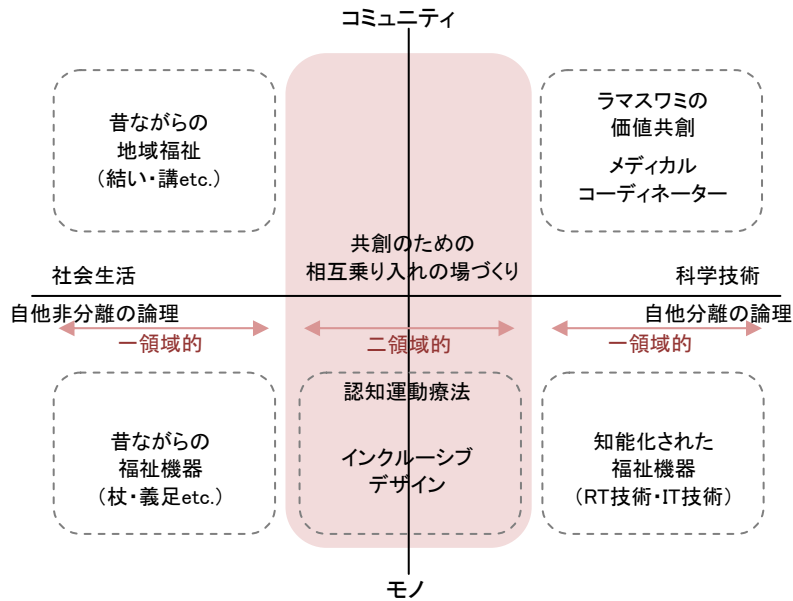 コミュニティ
昔ながらの
地域福祉
（結い・講etc.）
ラマスワミの
価値共創
メディカル
コーディネーター
共創のための
相互乗り入れの場づくり
社会生活
科学技術
自他非分離の論理
自他分離の論理
一領域的
二領域的
一領域的
昔ながらの
福祉機器
（杖・義足etc.）
認知運動療法
インクルーシブ
デザイン
知能化された
福祉機器
（RT技術・IT技術）
モノ